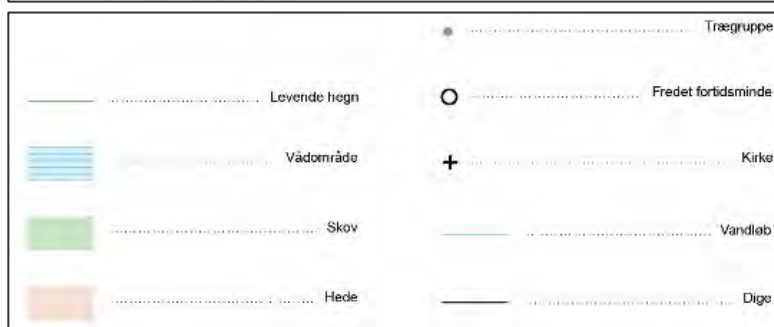 Trægruppe
Levende hegn
Fredet fortidsminde
Vådområde
Kirke
Skov
Vandløb
Hede
Dige